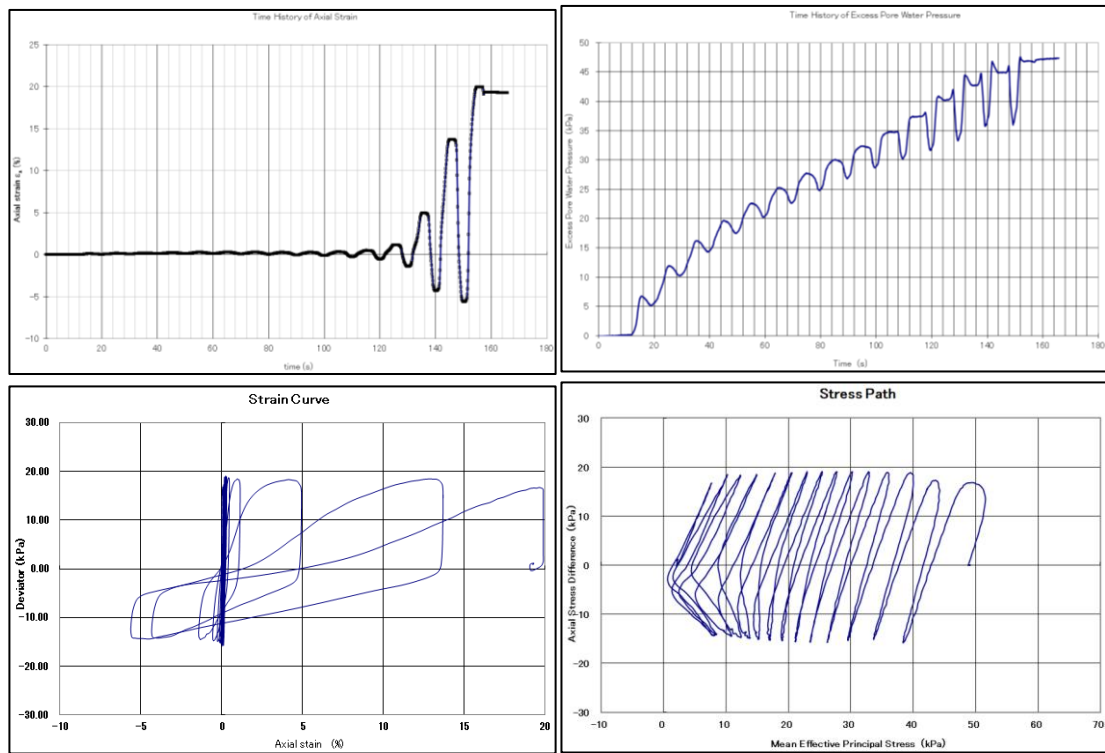 Time History of Axial Strain
Axial strain εₐ (%)
25
20
15
10
5
0
-5
-10
0 20 40 60 80 100 120 140 160 180
time (s)
Time History of Excess Pore Water Pressure
Excess Pore Water Pressure (kPa)
50
45
40
35
30
25
20
15
10
5
0
0 20 40 60 80 100 120 140 160 180
Time (s)
Strain Curve
Deviator (kPa)
30.00
20.00
10.00
0.00
-10.00
-20.00
-30.00
-10 -5 0 5 10 15 20
Axial stain (%)
Stress Path
Axial Stress Difference (kPa)
30
20
10
0
-10
-20
-30
-10 0 10 20 30 40 50 60 70
Mean Effective Principal Stress (kPa)